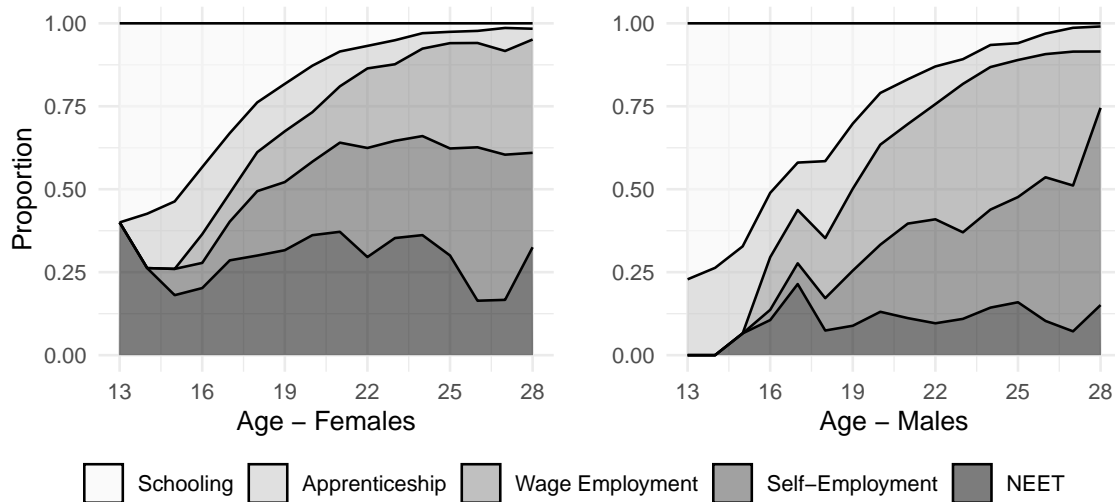 Proportion
1.00
0.75
0.50
0.25
0.00
13 16 19 22 25 28
Age − Females
1.00
0.75
0.50
0.25
0.00
13 16 19 22 25 28
Age − Males
Schooling Apprenticeship Wage Employment Self−Employment NEET